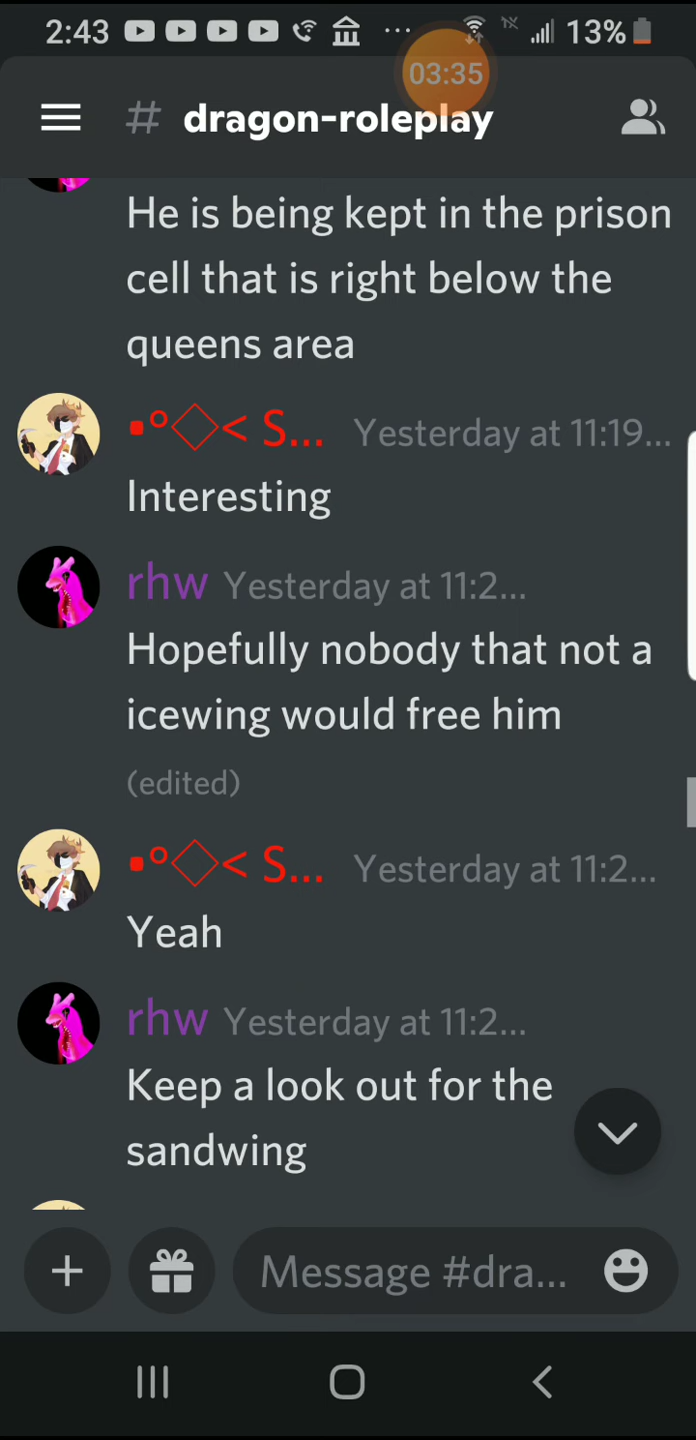 2:43 ... 13%
03:35
# dragon-roleplay
He is being kept in the prison
cell that is right below the
queens area
▪︎°◇< S... Yesterday at 11:19...
Interesting
rhw Yesterday at 11:2...
Hopefully nobody that not a
icewing would free him
(edited)
▪︎°◇< S... Yesterday at 11:2...
Yeah
rhw Yesterday at 11:2...
Keep a look out for the
sandwing
Message #dra...